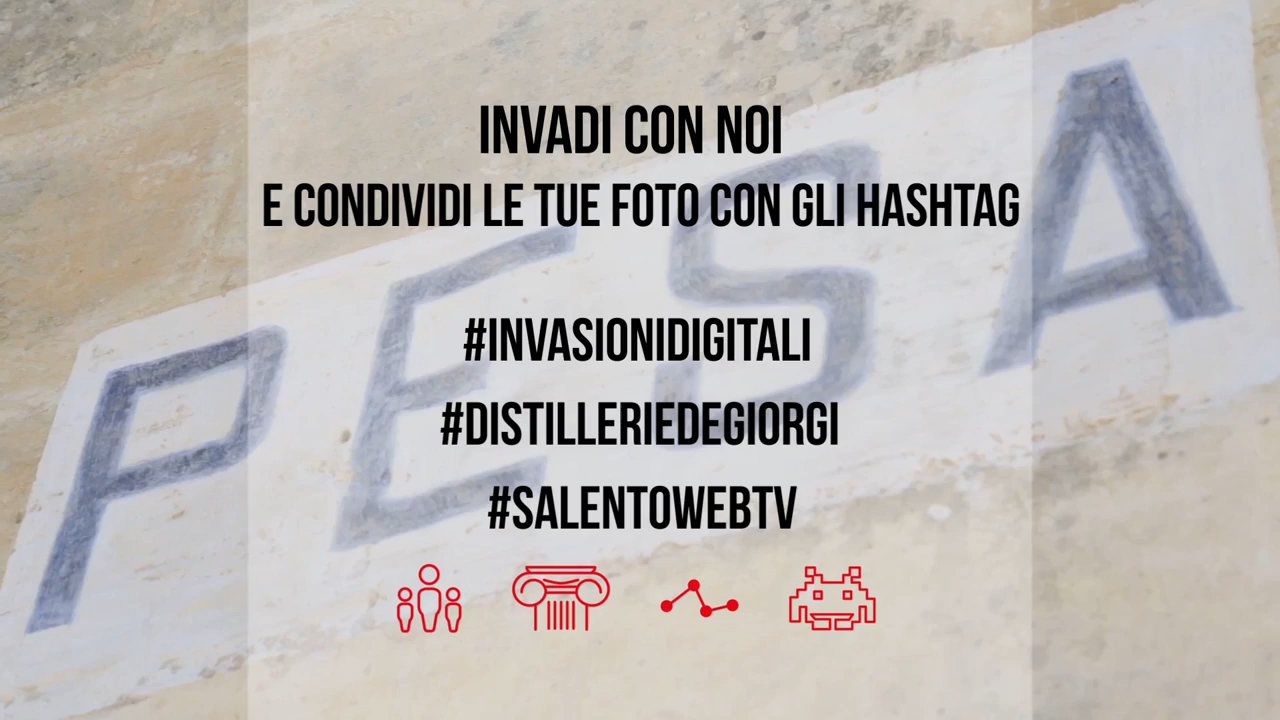 INVADI CON NOI
E CONDIVIDI LE TUE FOTO CON GLI HASHTAG
#INVASIONIDIGITALI
#DISTILLERIEDEGIORGI
#SALENTOWEBTV
PESA